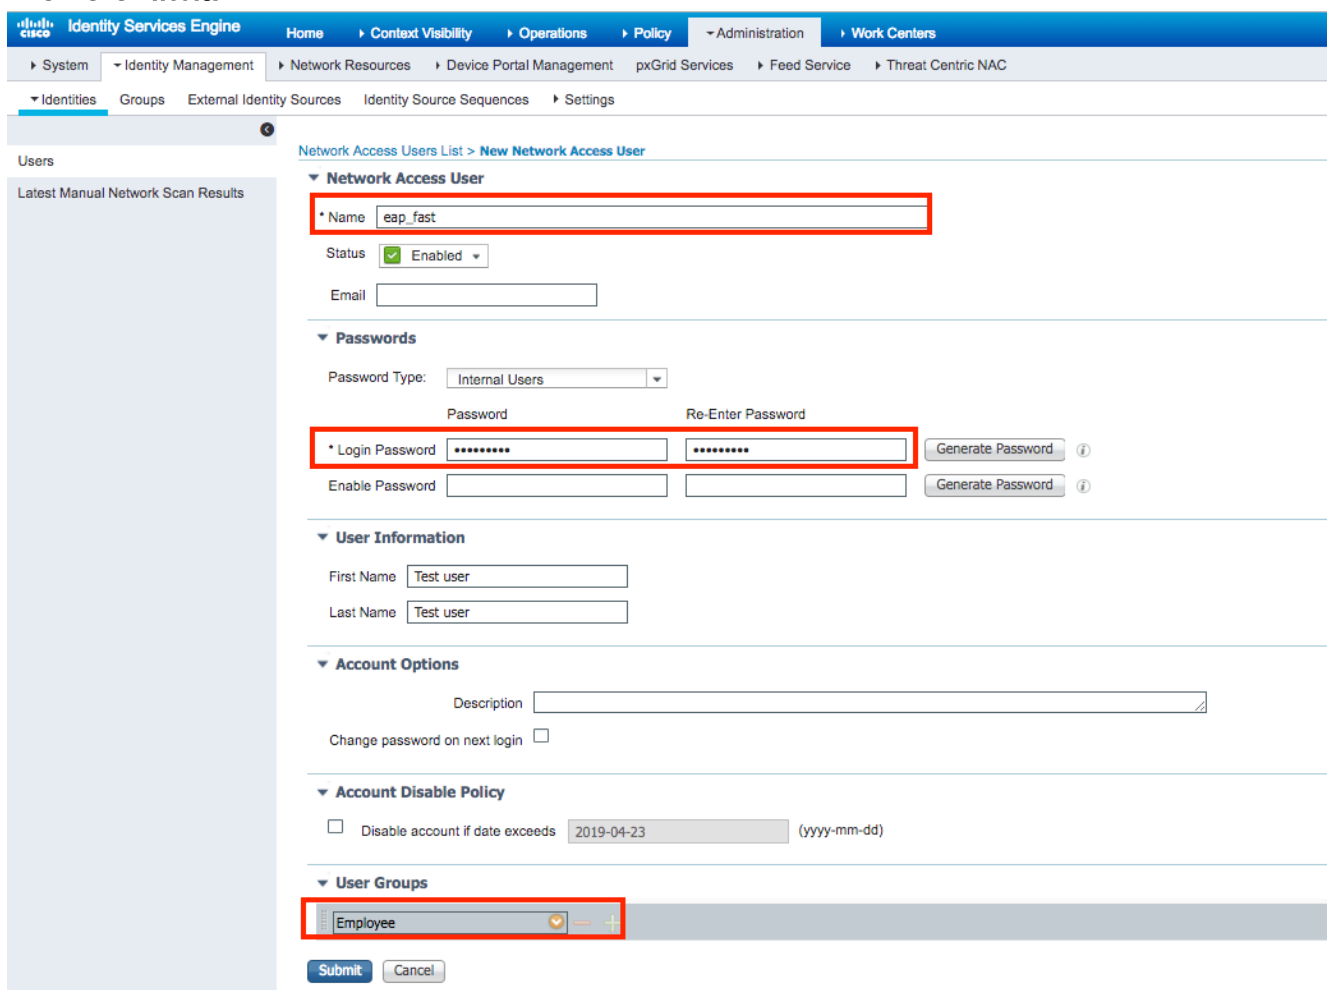 cisco Identity Services Engine Home Context Visibility Operations Policy Administration Work Centers
System Identity Management Network Resources Device Portal Management pxGrid Services Feed Service Threat Centric NAC
Identities Groups External Identity Sources Identity Source Sequences Settings
Users
Latest Manual Network Scan Results
Network Access Users List > New Network Access User
Network Access User
* Name eap_fast
Status Enabled
Email
Passwords
Password Type: Internal Users
Password Re-Enter Password
* Login Password ••••••••• ••••••••• Generate Password i
Enable Password Generate Password i
User Information
First Name Test user
Last Name Test user
Account Options
Description
Change password on next login
Account Disable Policy
Disable account if date exceeds 2019-04-23 (yyyy-mm-dd)
User Groups
Employee
Submit Cancel